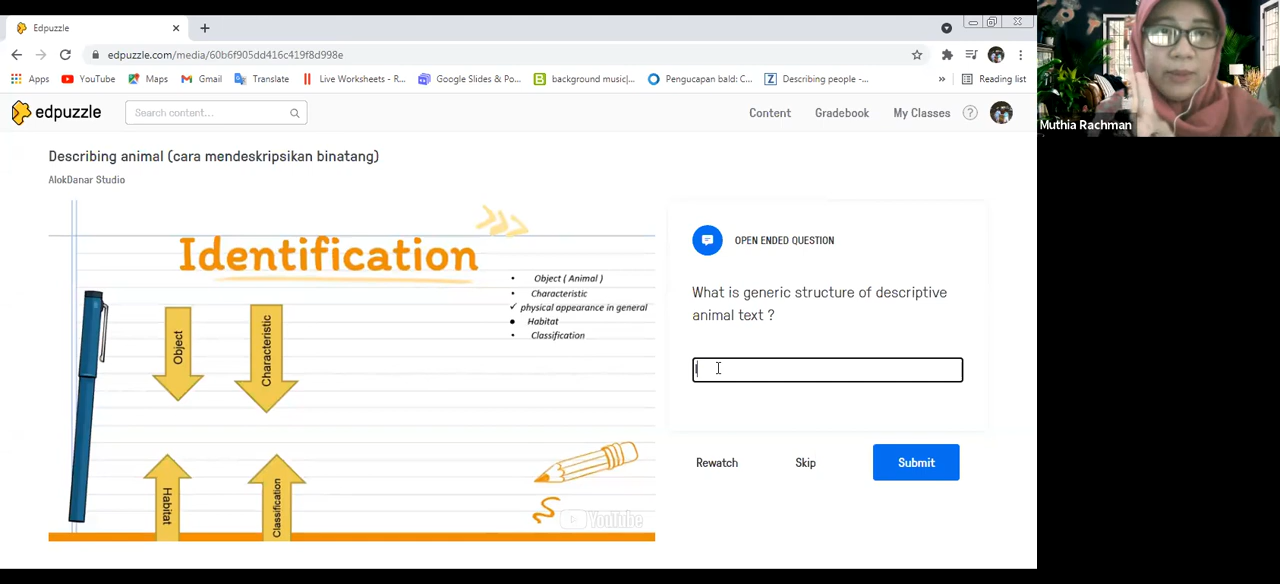 Edpuzzle
edpuzzle.com/media/60b6f905dd416c419f8d998e
Apps YouTube Maps Gmail Translate Live Worksheets - R... Google Slides & Po... background music|... Pengucapan bald: C... Describing people -... » Reading list
Muthia Rachman
edpuzzle Search content... Content Gradebook My Classes ?
Describing animal (cara mendeskripsikan binatang)
AlokDanar Studio
Identification
Object ( Animal )
Characteristic
physical appearance in general
Habitat
Classification
Object
Characteristic
Habitat
Classification
YouTube
OPEN ENDED QUESTION
What is generic structure of descriptive
animal text ?
Rewatch Skip Submit